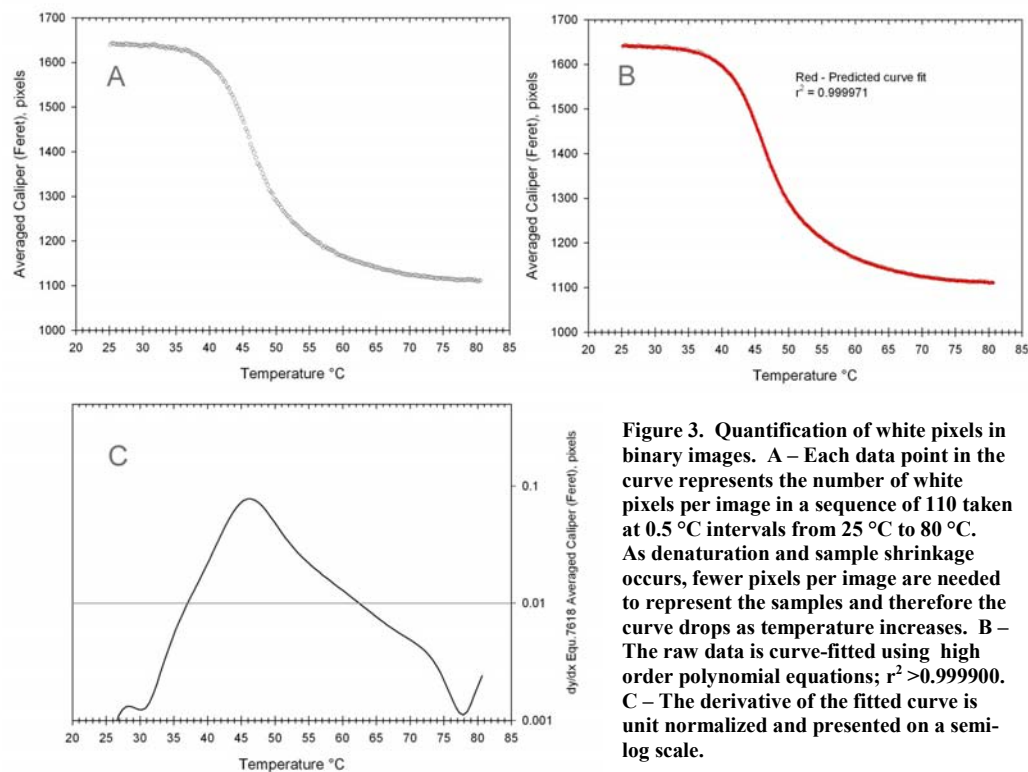 1700
1600
1500
1400
1300
1200
1100
1000
Averaged Caliper (Feret), pixels
A
20 25 30 35 40 45 50 55 60 65 70 75 80 85
Temperature °C
1700
1600
1500
1400
1300
1200
1100
1000
Averaged Caliper (Feret), pixels
B
Red - Predicted curve fit
r² = 0.999971
20 25 30 35 40 45 50 55 60 65 70 75 80 85
Temperature °C
C
0.1
0.01
0.001
dy/dx Equ.7618 Averaged Caliper (Feret), pixels
20 25 30 35 40 45 50 55 60 65 70 75 80 85
Temperature °C
Figure 3. Quantification of white pixels in
binary images. A – Each data point in the
curve represents the number of white
pixels per image in a sequence of 110 taken
at 0.5 °C intervals from 25 °C to 80 °C.
As denaturation and sample shrinkage
occurs, fewer pixels per image are needed
to represent the samples and therefore the
curve drops as temperature increases. B –
The raw data is curve-fitted using high
order polynomial equations; r² >0.999900.
C – The derivative of the fitted curve is
unit normalized and presented on a semi-
log scale.